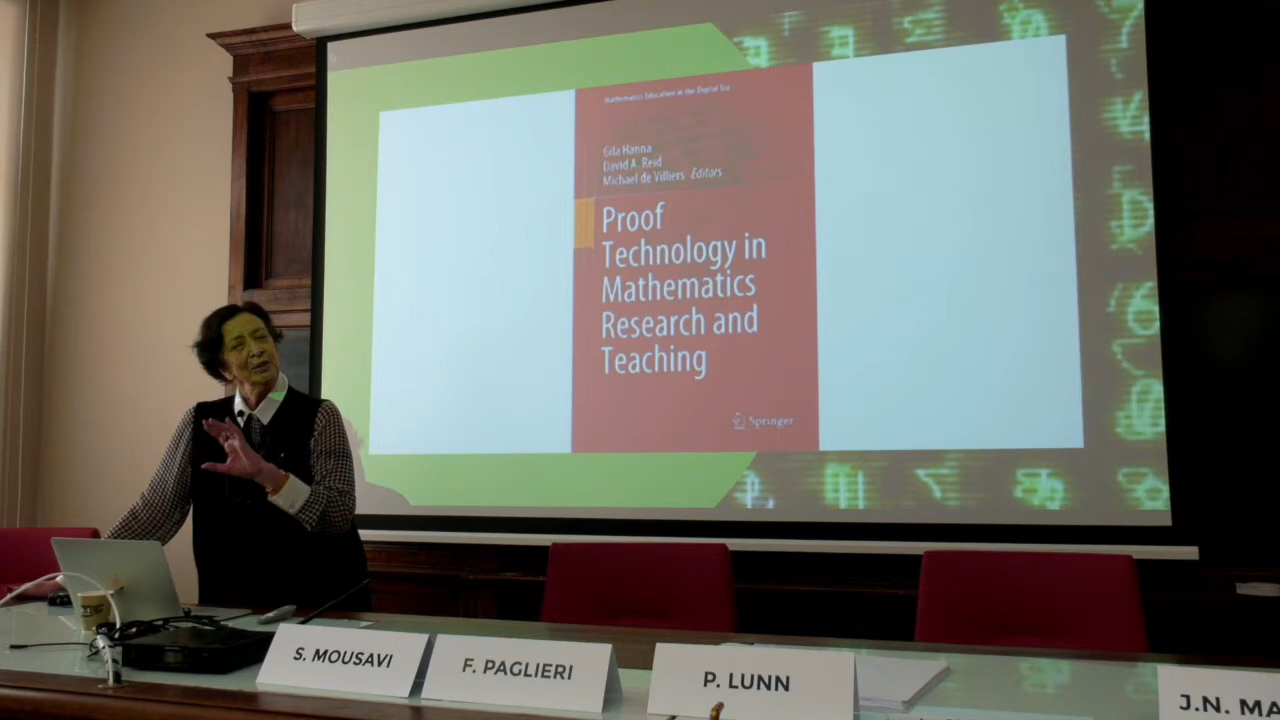 Mathematics Education in the Digital Era
Gila Hanna
David A. Reid
Michael de Villiers Editors
Proof
Technology in
Mathematics
Research and
Teaching
Springer
S. MOUSAVI
F. PAGLIERI
P. LUNN
J.N. MA